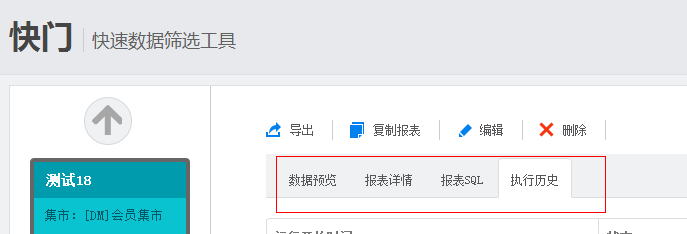 快门 快速数据筛选工具
导出 复制报表 编辑 删除
测试18
集市：[DM]会员集市
数据预览 报表详情 报表SQL 执行历史